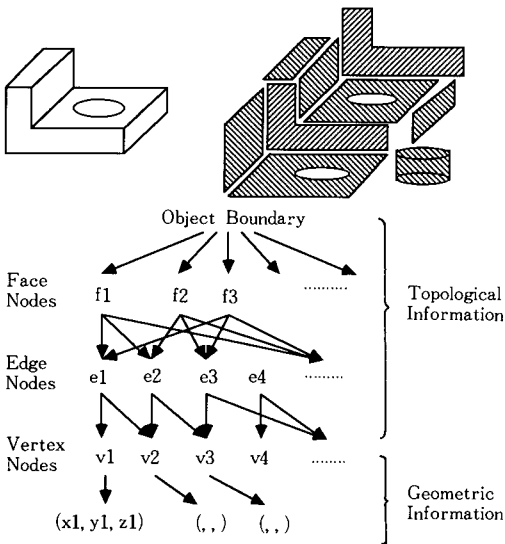 Object Boundary
Face
Nodes
f1 f2 f3 .........
Topological
Information
Edge
Nodes
e1 e2 e3 e4 .........
Vertex
Nodes
v1 v2 v3 v4 ........
Geometric
Information
(x1, y1, z1) (, , ) (, , )